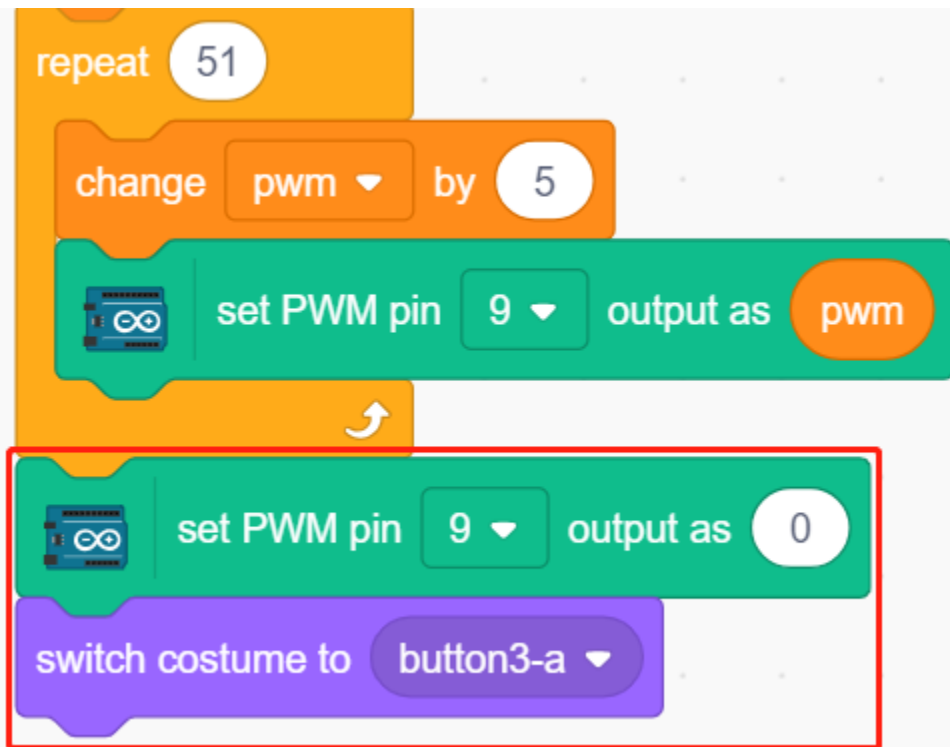 repeat 51
change pwm by 5
set PWM pin 9 output as pwm
set PWM pin 9 output as 0
switch costume to button3-a